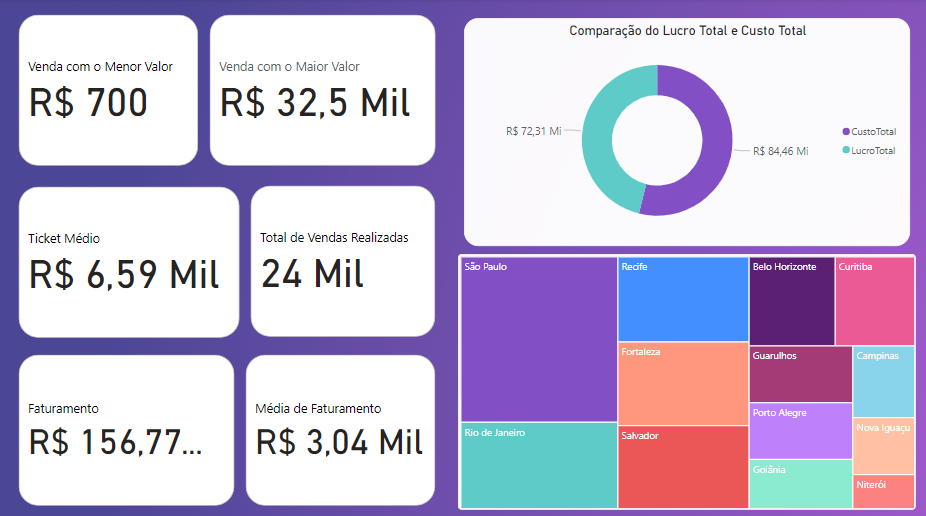 Venda com o Menor Valor
R$ 700
Venda com o Maior Valor
R$ 32,5 Mil
Ticket Médio
R$ 6,59 Mil
Total de Vendas Realizadas
24 Mil
Faturamento
R$ 156,77...
Média de Faturamento
R$ 3,04 Mil
Comparação do Lucro Total e Custo Total
R$ 72,31 Mi
R$ 84,46 Mi
CustoTotal
LucroTotal
São Paulo
Rio de Janeiro
Recife
Fortaleza
Salvador
Belo Horizonte
Curitiba
Guarulhos
Porto Alegre
Goiânia
Campinas
Nova Iguaçu
Niterói